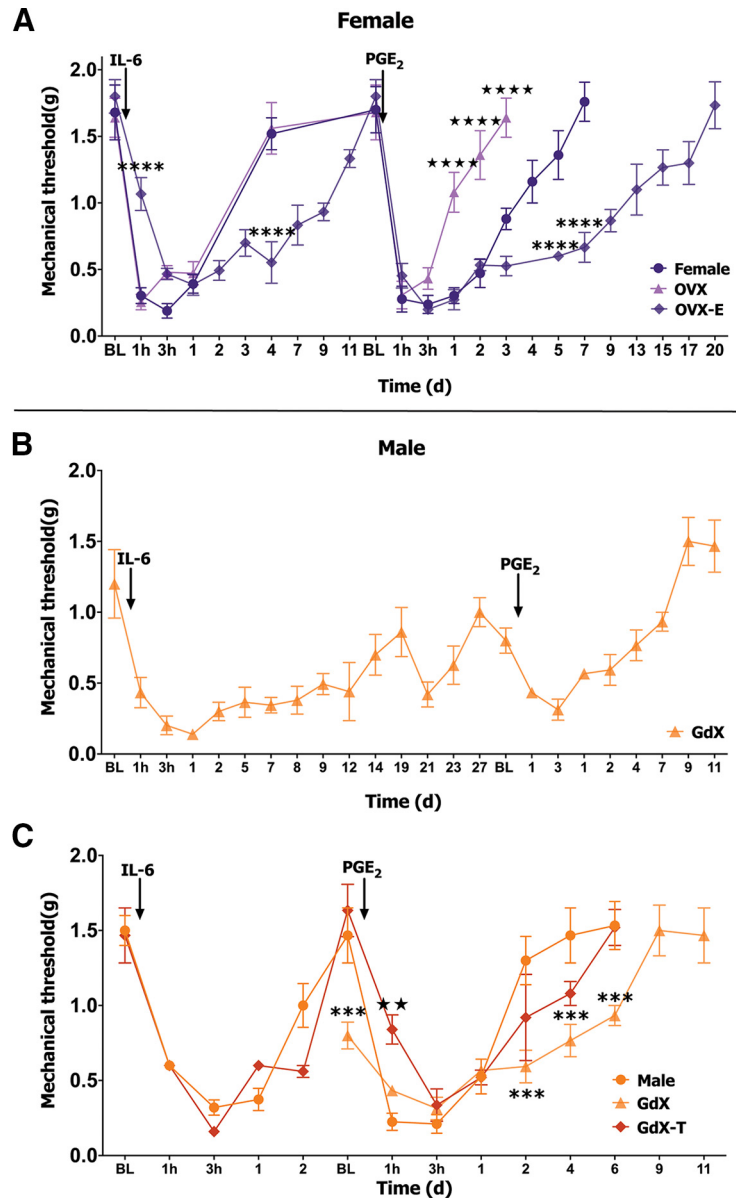 A
Female
IL-6
PGE2
2.0
1.5
1.0
0.5
0.0
Mechanical threshold(g)
****
****
****
****
****
****
****
Female
OVX
OVX-E
BL 1h 3h 1 2 3 4 7 9 11 BL 1h 3h 1 2 3 4 5 7 9 13 15 17 20
Time (d)
B
Male
IL-6
PGE2
2.0
1.5
1.0
0.5
0.0
Mechanical threshold(g)
GdX
BL 1h 3h 1 2 5 7 8 9 12 14 19 21 23 27 BL 1 3 1 2 4 7 9 11
Time (d)
C
IL-6
PGE2
2.0
1.5
1.0
0.5
0.0
Mechanical threshold(g)
***
★★
***
***
***
Male
GdX
GdX-T
BL 1h 3h 1 2 BL 1h 3h 1 2 4 6 9 11
Time (d)